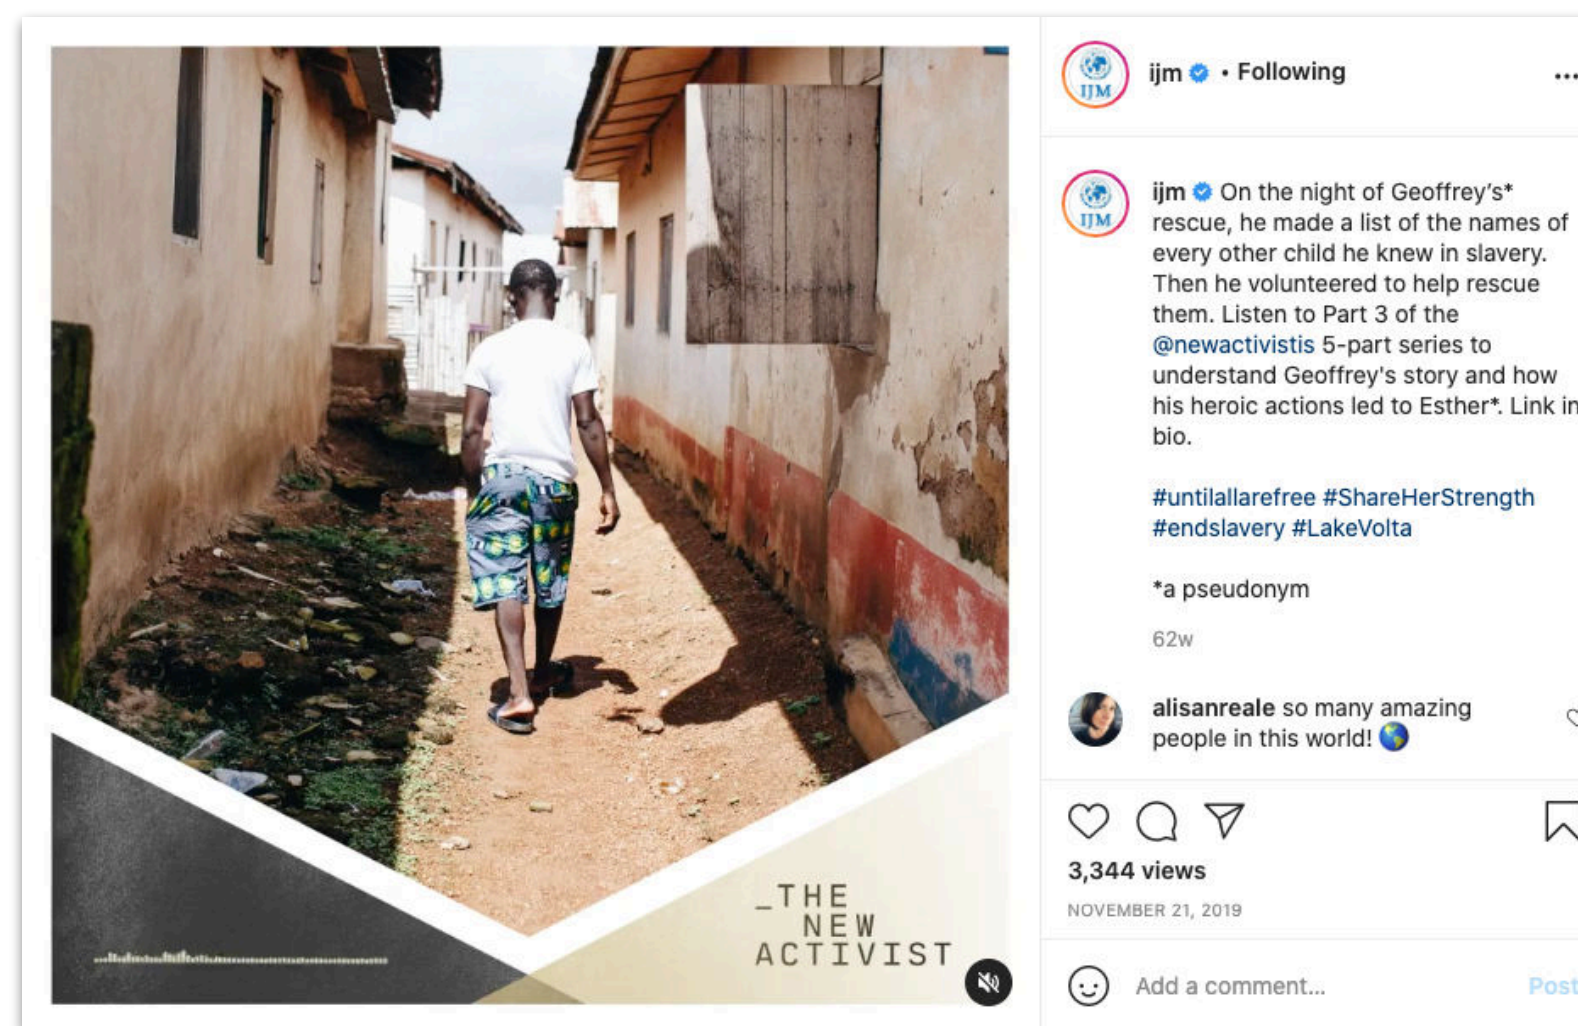 IJM
ijm • Following
...
IJM
ijm On the night of Geoffrey’s*
rescue, he made a list of the names of
every other child he knew in slavery.
Then he volunteered to help rescue
them. Listen to Part 3 of the
@newactivistis 5-part series to
understand Geoffrey's story and how
his heroic actions led to Esther*. Link in
bio.
#untilallarefree #ShareHerStrength
#endslavery #LakeVolta
*a pseudonym
62w
alisanreale so many amazing
people in this world! 🌎
3,344 views
NOVEMBER 21, 2019
Add a comment...
Post
_THE
NEW
ACTIVIST